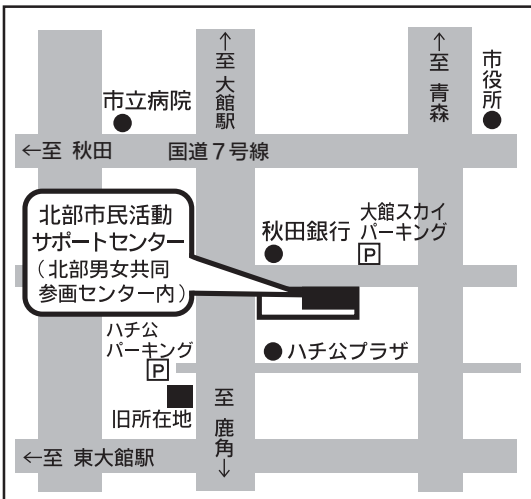 ↑至 大館駅
↑至 青森
市役所
市立病院
←至 秋田
国道7号線
北部市民活動
サポートセンター
（北部男女共同
参画センター内）
大館スカイ
パーキング
P
秋田銀行
ハチ公
パーキング
P
ハチ公プラザ
旧所在地
至 鹿角↓
←至 東大館駅